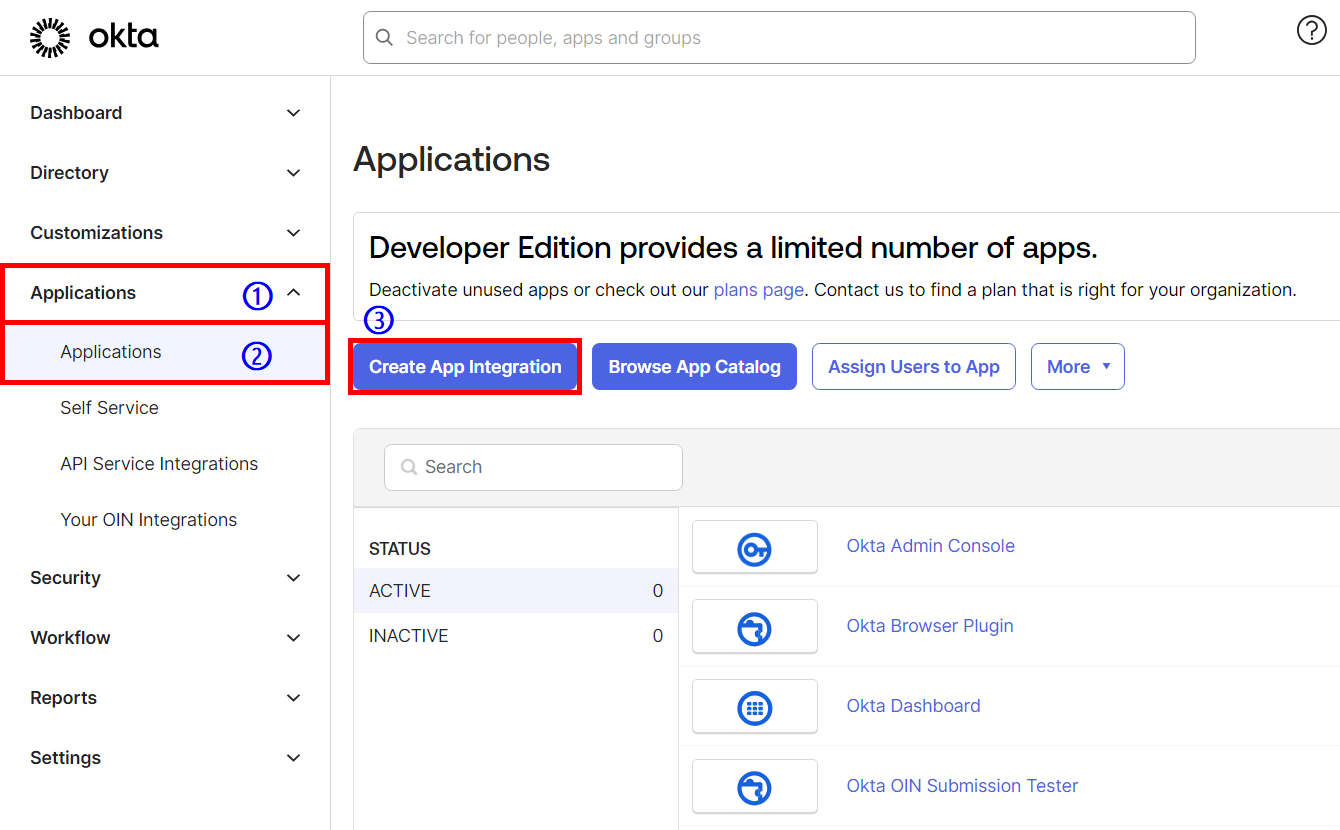 okta
Search for people, apps and groups
?
Dashboard
Directory
Customizations
Applications ①
Applications ②
Self Service
API Service Integrations
Your OIN Integrations
Security
Workflow
Reports
Settings
Applications
Developer Edition provides a limited number of apps.
Deactivate unused apps or check out our plans page. Contact us to find a plan that is right for your organization.
③
Create App Integration Browse App Catalog Assign Users to App More
Search
STATUS
ACTIVE 0
INACTIVE 0
Okta Admin Console
Okta Browser Plugin
Okta Dashboard
Okta OIN Submission Tester